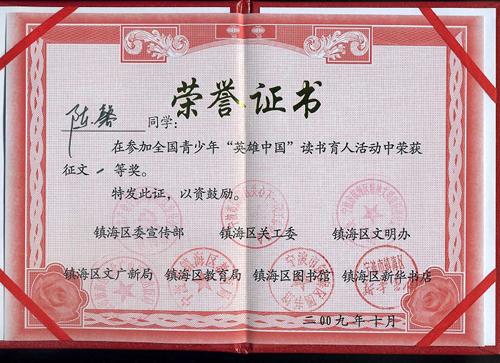 荣誉证书
陈馨 同学：
在参加全国青少年“英雄中国”读书育人活动中荣获
征文一等奖。
特发此证，以资鼓励。
镇海区委宣传部 镇海区关工委 镇海区文明办
镇海区文广新局 镇海区教育局 镇海区图书馆 镇海区新华书店
二00九年十月